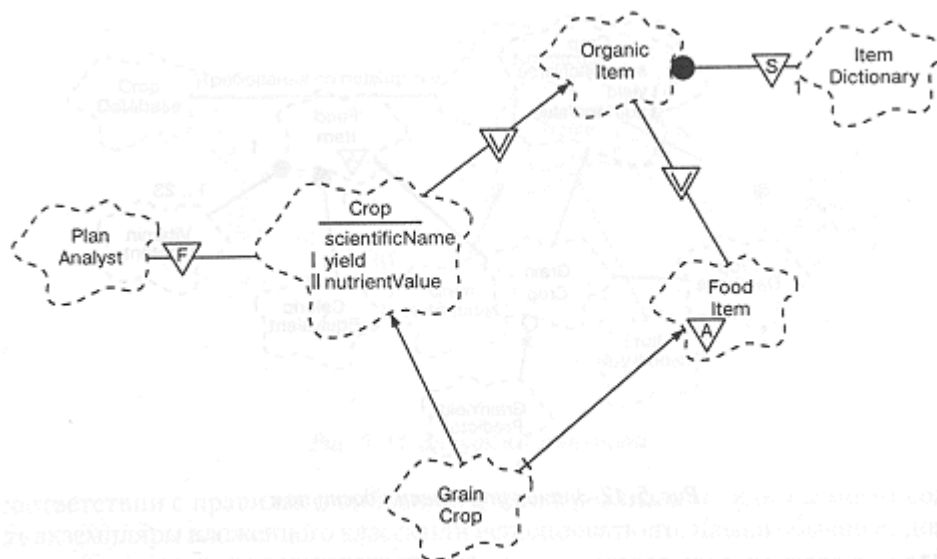 Organic
Item
S
1
Item
Dictionary
Plan
Analyst
F
Crop
scientificName
yield
nutrientValue
Food
Item
A
Grain
Crop